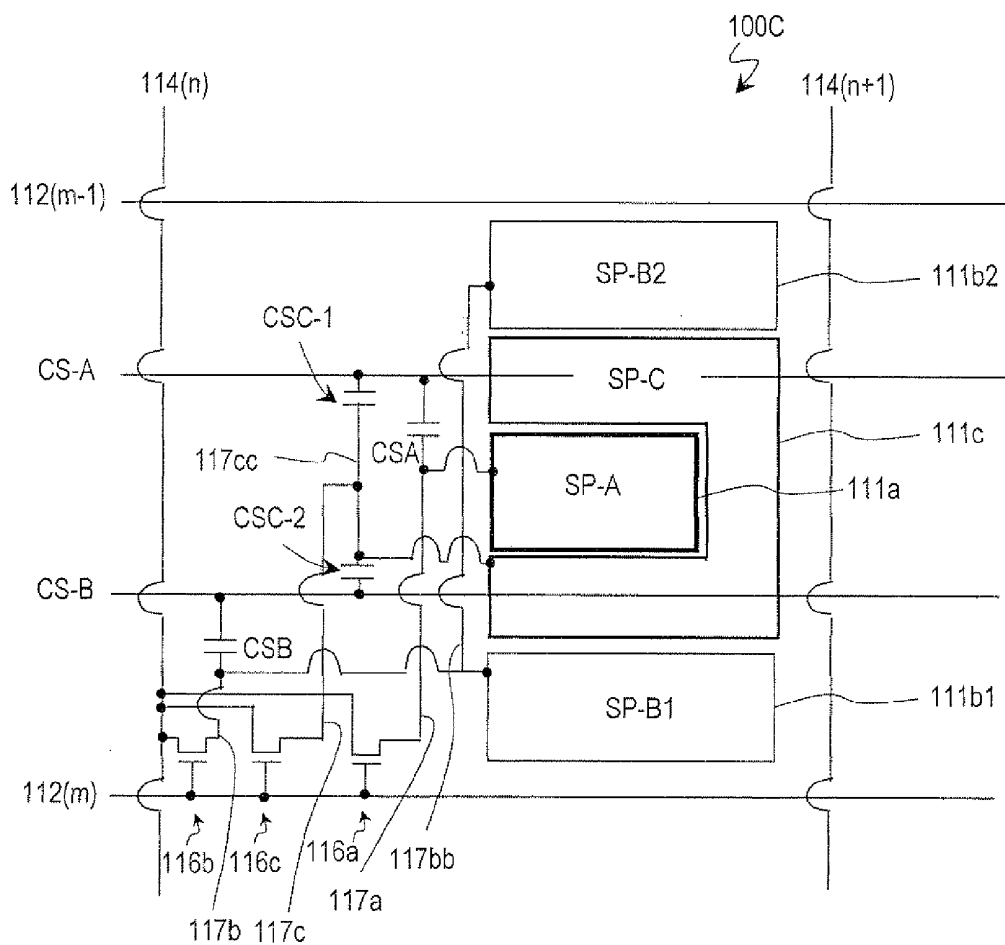 100C
114(n)
114(n+1)
112(m-1)
SP-B2
111b2
CSC-1
CS-A
SP-C
CSA
111c
117cc
SP-A
111a
CSC-2
CS-B
CSB
SP-B1
111b1
112(m)
116b
116c
116a
117bb
117a
117b
117c